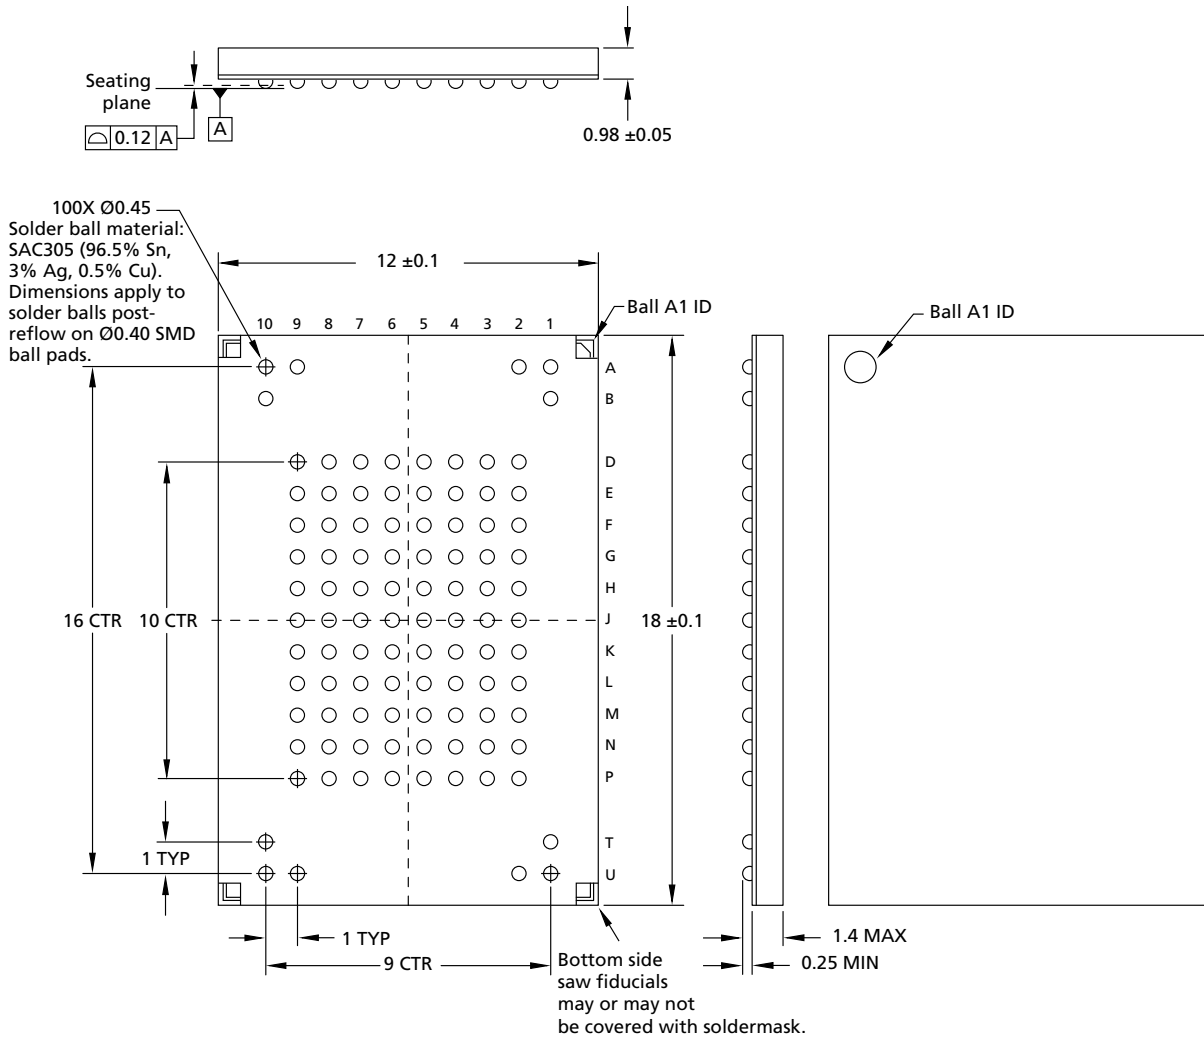 Seating
plane
0.12 A
A
0.98 ±0.05
100X Ø0.45
Solder ball material:
SAC305 (96.5% Sn,
3% Ag, 0.5% Cu).
Dimensions apply to
solder balls post-
reflow on Ø0.40 SMD
ball pads.
12 ±0.1
Ball A1 ID
Ball A1 ID
10 9 8 7 6 5 4 3 2 1
A
B
D
E
F
G
H
J
K
L
M
N
P
T
U
16 CTR
10 CTR
18 ±0.1
1 TYP
1 TYP
9 CTR
Bottom side
saw fiducials
may or may not
be covered with soldermask.
1.4 MAX
0.25 MIN